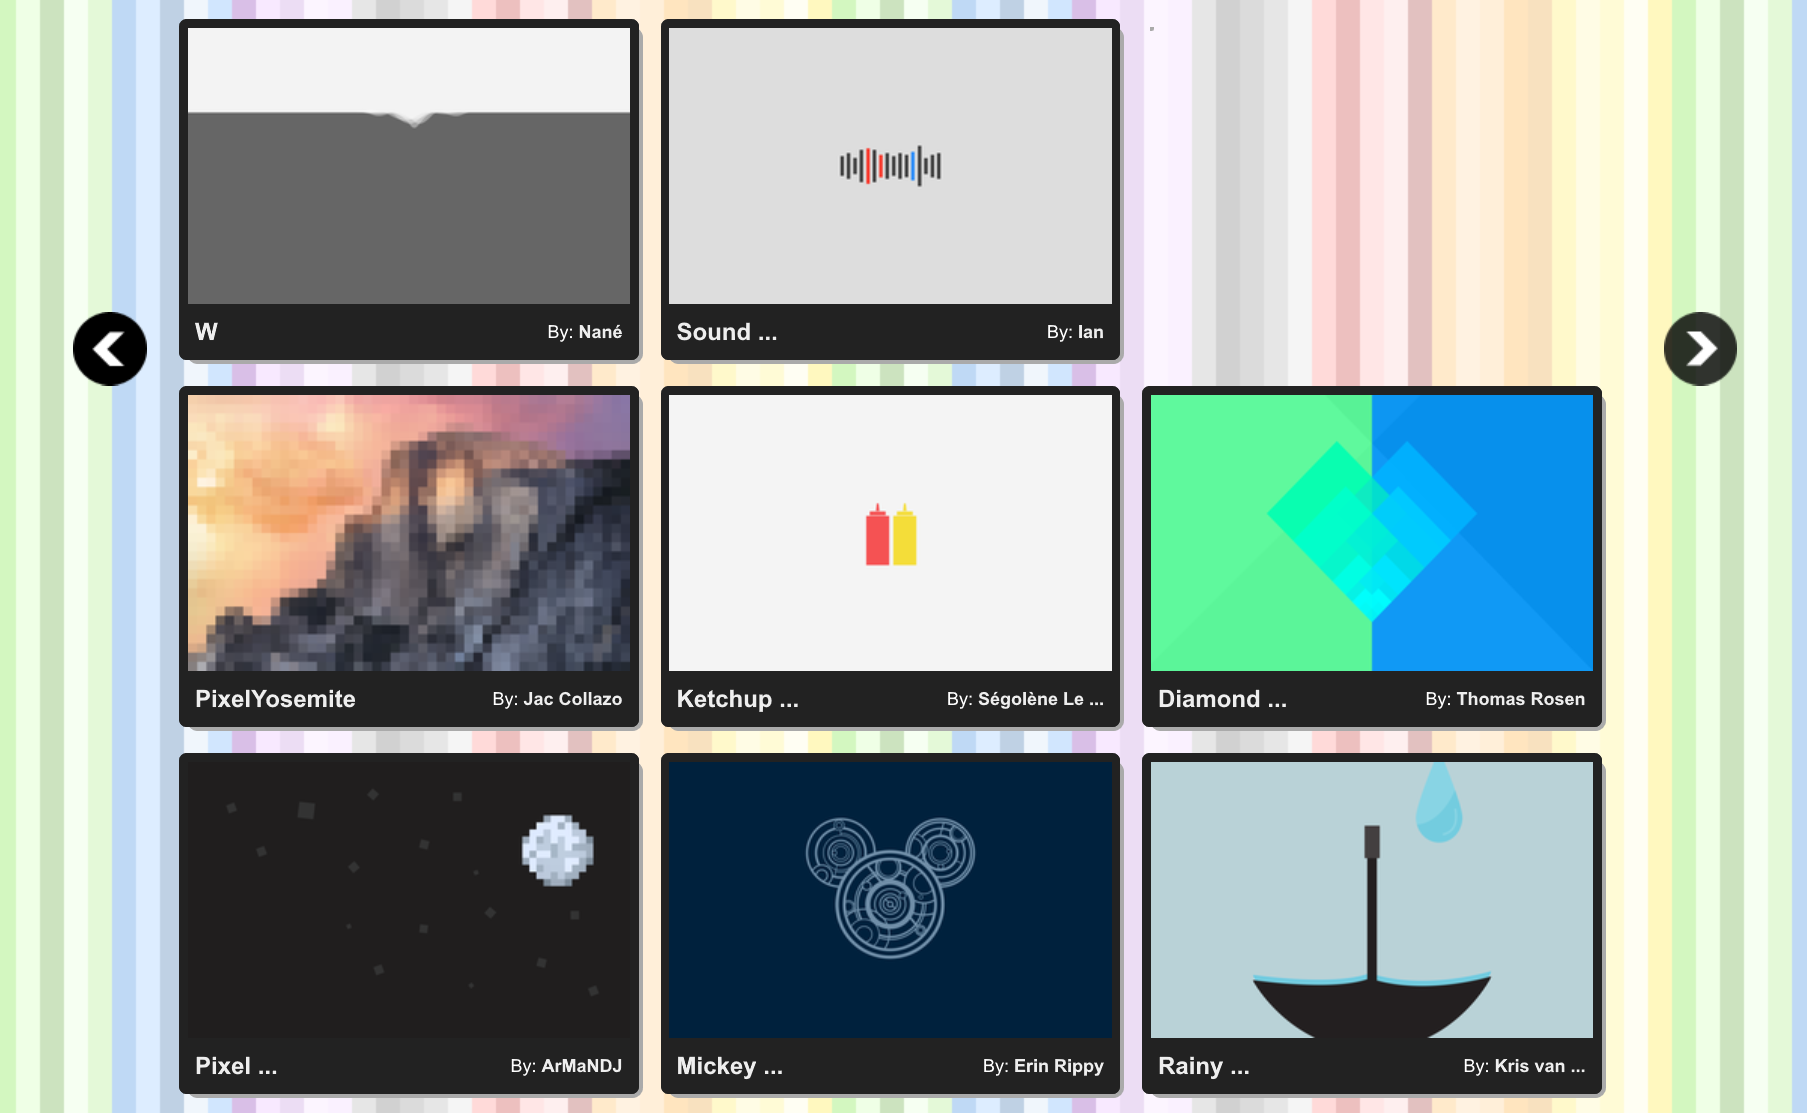 W By: Nané
Sound ... By: Ian
PixelYosemite By: Jac Collazo
Ketchup ... By: Ségolène Le ...
Diamond ... By: Thomas Rosen
Pixel ... By: ArMaNDJ
Mickey ... By: Erin Rippy
Rainy ... By: Kris van ...